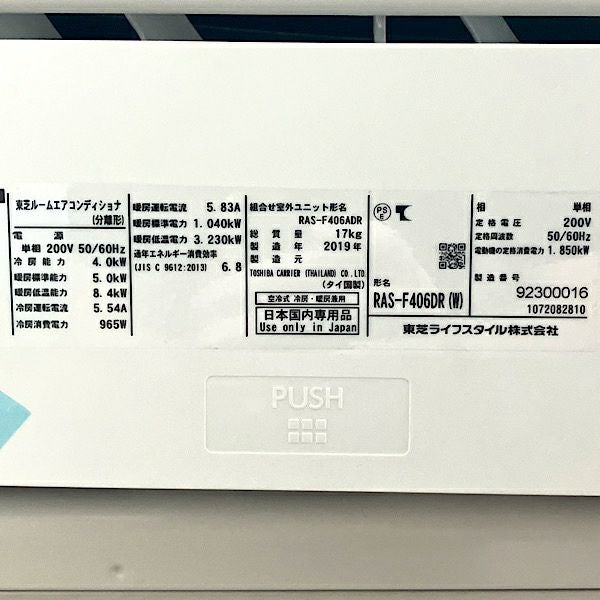 東芝ルームエアコンディショナ
(分離形)
電源
単相 200V 50/60Hz
冷房能力 4.0kW
暖房標準能力 5.0kW
暖房低温能力 8.4kW
冷房運転電流 5.54A
冷房消費電力 965W
暖房運転電流 5.83A
暖房標準電力 1.040kW
暖房低温電力 3.230kW
通年エネルギー消費効率
(JIS C 9612:2013) 6.8
組合せ室外ユニット形名
RAS-F406ADR
総質量 17kg
製造年 2019年
製造元
TOSHIBA CARRIER (THAILAND) CO., LTD
(タイ国製)
空冷式 冷房・暖房兼用
日本国内専用品
Use only in Japan
PSE
形名
RAS-F406DR (W)
相 単相
定格電圧 200V
定格周波数 50/60Hz
電動機の定格消費電力 1.850kW
製造番号
92300016
1072082810
東芝ライフスタイル株式会社
PUSH